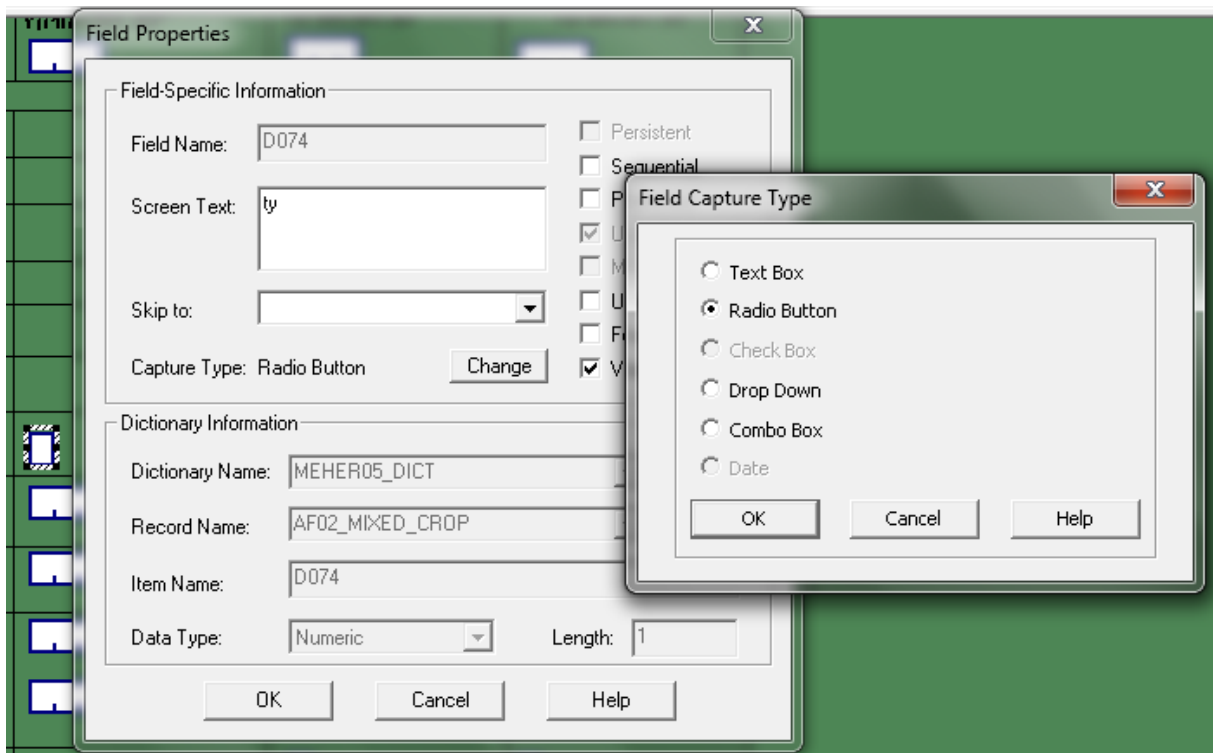 Field Properties
Field-Specific Information
Field Name: D074
Persistent
Sequential
Screen Text: ty
P
U
M
Skip to:
U
F
Capture Type: Radio Button Change
V
Dictionary Information
Dictionary Name: MEHER05_DICT
Record Name: AF02_MIXED_CROP
Item Name: D074
Data Type: Numeric Length: 1
OK Cancel Help
Field Capture Type
Text Box
Radio Button
Check Box
Drop Down
Combo Box
Date
OK Cancel Help